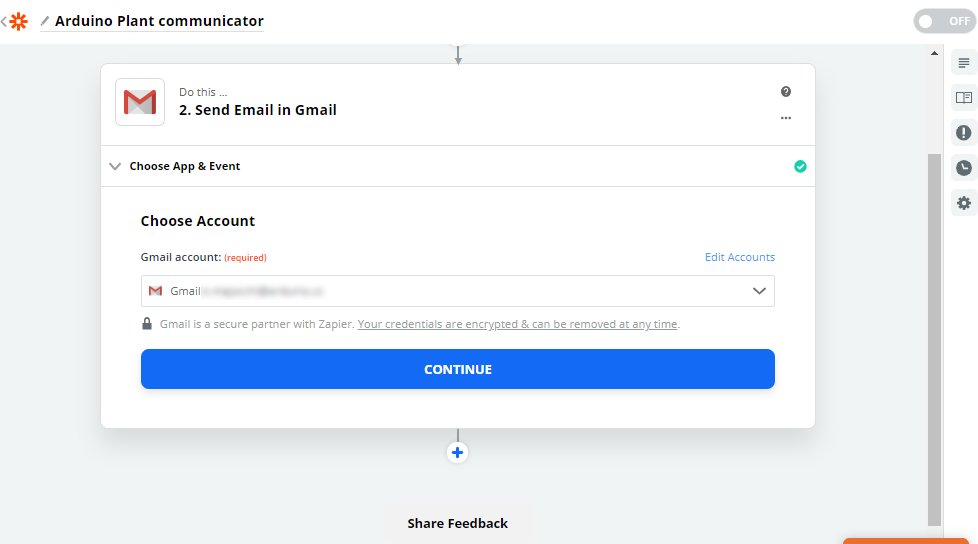 Arduino Plant communicator
OFF
Do this ...
2. Send Email in Gmail
Choose App & Event
Choose Account
Gmail account: (required)
Edit Accounts
Gmail
Gmail is a secure partner with Zapier. Your credentials are encrypted & can be removed at any time.
CONTINUE
Share Feedback